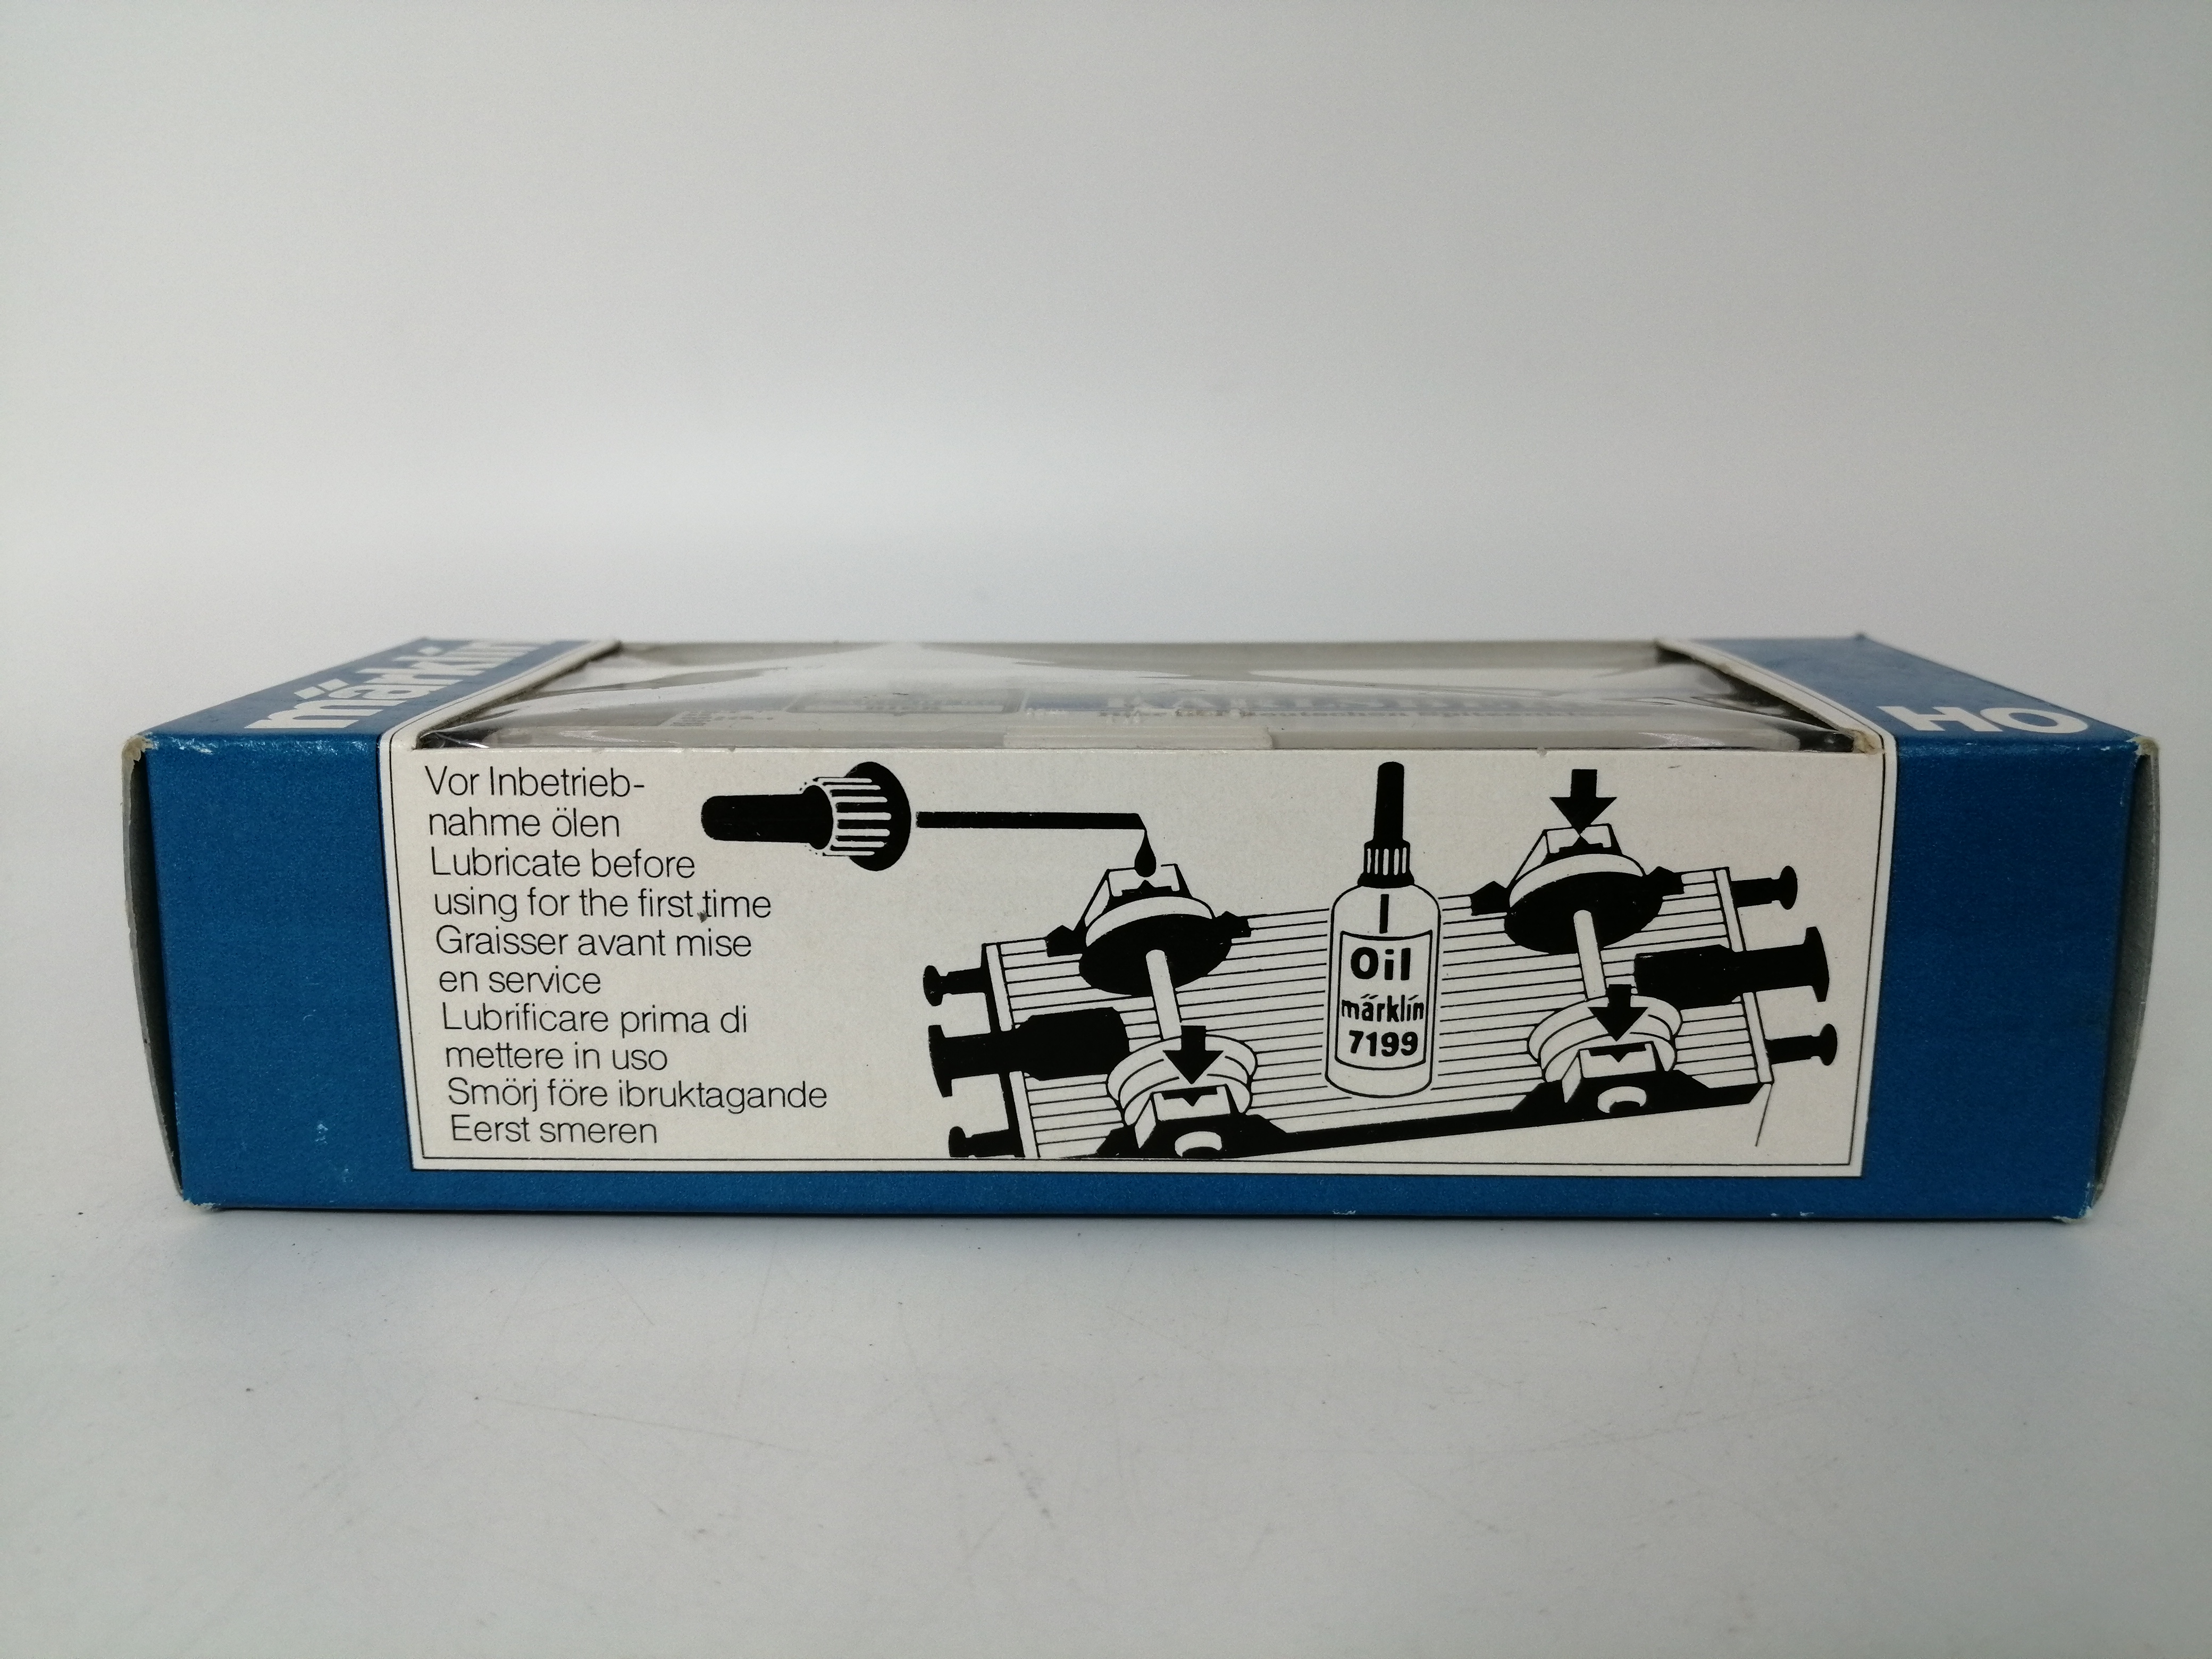 märklin
HO
Vor Inbetrieb-
nahme ölen
Lubricate before
using for the first time
Graisser avant mise
en service
Lubrificare prima di
mettere in uso
Smörj före ibruktagande
Eerst smeren
Oil
märklin
7199